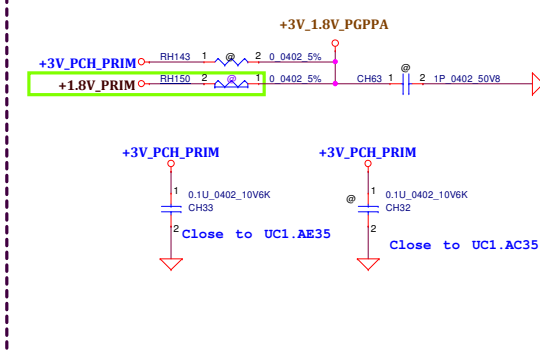 +3V_1.8V_PGPPA
+3V_PCH_PRIM RH143 1 @ 2 0_0402_5%
+1.8V_PRIM RH150 2 @ 1 0_0402_5% CH63 1 @ 2 1P_0402_50V8
+3V_PCH_PRIM +3V_PCH_PRIM
1 0.1U_0402_10V6K @ 1 0.1U_0402_10V6K
CH33 CH32
2 Close to UC1.AE35 2
Close to UC1.AC35